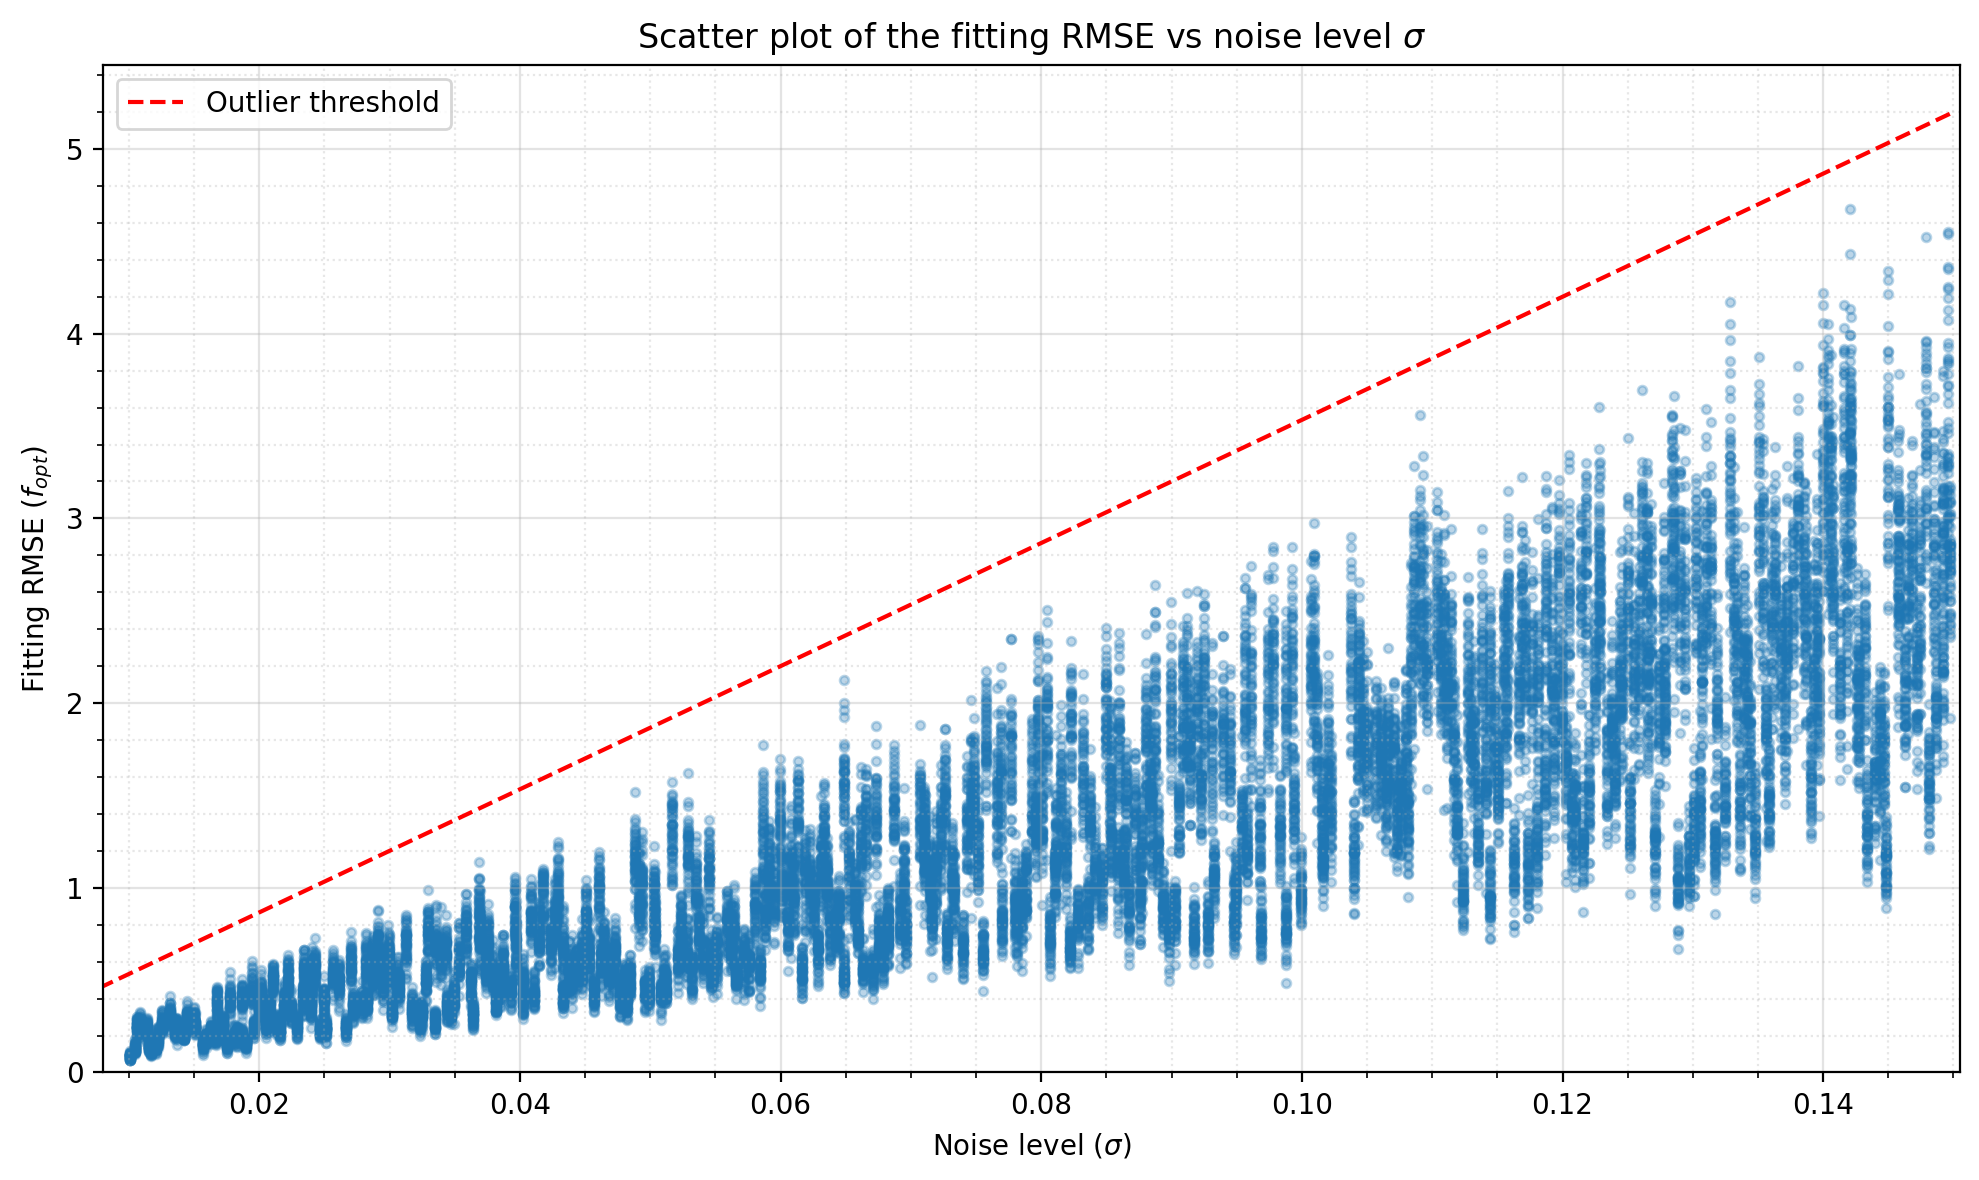 Scatter plot of the fitting RMSE vs noise level σ
Outlier threshold
Fitting RMSE (f_opt)
5
4
3
2
1
0
0.02 0.04 0.06 0.08 0.10 0.12 0.14
Noise level (σ)